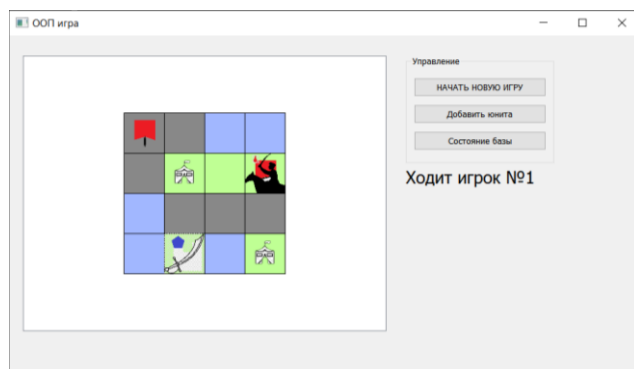 ООП игра
Управление
НАЧАТЬ НОВУЮ ИГРУ
Добавить юнита
Состояние базы
Ходит игрок №1